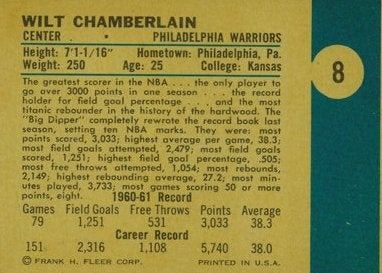 WILT CHAMBERLAIN
CENTER PHILADELPHIA WARRIORS
Height: 7'1-1/16" Hometown: Philadelphia, Pa.
Weight: 250 Age: 25 College: Kansas
8
The greatest scorer in the NBA . . . the only player to
go over 3000 points in one season . . . the record
holder for field goal percentage . . . and the most
titanic rebounder in the history of the hardwood. The
"Big Dipper" completely rewrote the record book last
season, setting ten NBA marks. They were: most
points scored, 3,033; highest average per game, 38.3;
most field goals attempted, 2,479; most field goals
scored, 1,251; highest field goal percentage, .505;
most free throws attempted, 1,054; most rebounds,
2,149; highest rebounding average, 27.2; most min-
utes played, 3,733; most games scoring 50 or more
points, eight.
1960-61 Record
Games Field Goals Free Throws Points Average
79 1,251 531 3,033 38.3
Career Record
151 2,316 1,108 5,740 38.0
© FRANK H. FLEER CORP. PRINTED IN U.S.A.